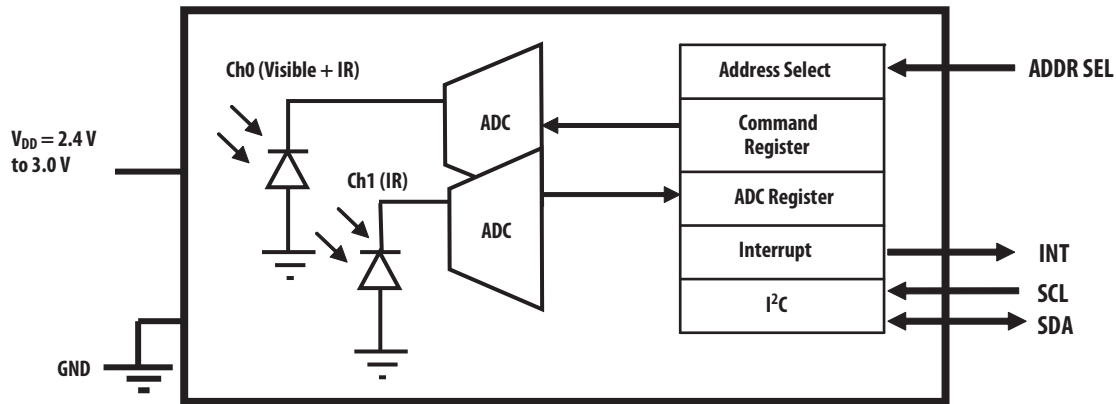 Ch0 (Visible + IR)
ADC
Address Select
ADDR SEL
V_DD = 2.4 V
to 3.0 V
Command
Register
Ch1 (IR)
ADC
ADC Register
Interrupt
INT
I²C
SCL
SDA
GND